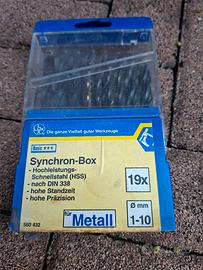 Die ganze Vielfalt guter Werkzeuge
Basic ★★★
Synchron-Box
- Hochleistungs-
Schnellstahl (HSS)
- nach DIN 338
- hohe Standzeit
- hohe Präzision
19x
Ø mm
1-10
für
Metall
580 432